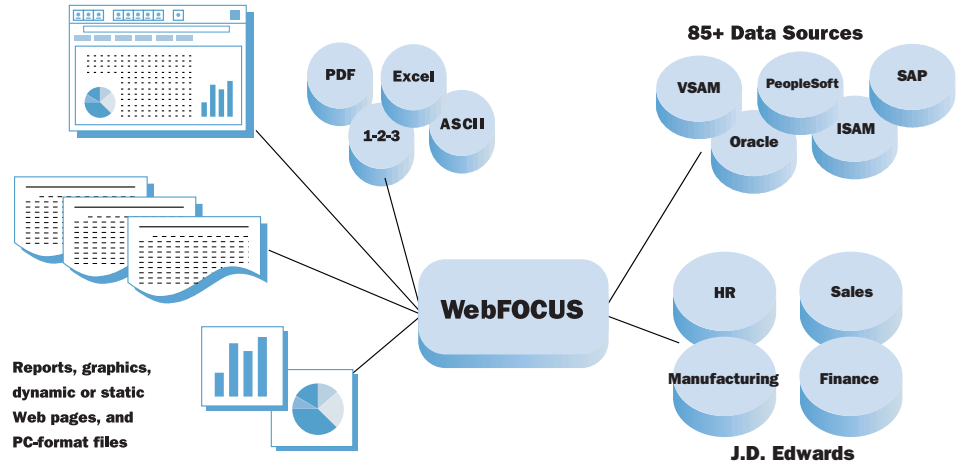 85+ Data Sources
PDF
Excel
1-2-3
ASCII
VSAM
PeopleSoft
SAP
Oracle
ISAM
WebFOCUS
HR
Sales
Manufacturing
Finance
J.D. Edwards
Reports, graphics,
dynamic or static
Web pages, and
PC-format files